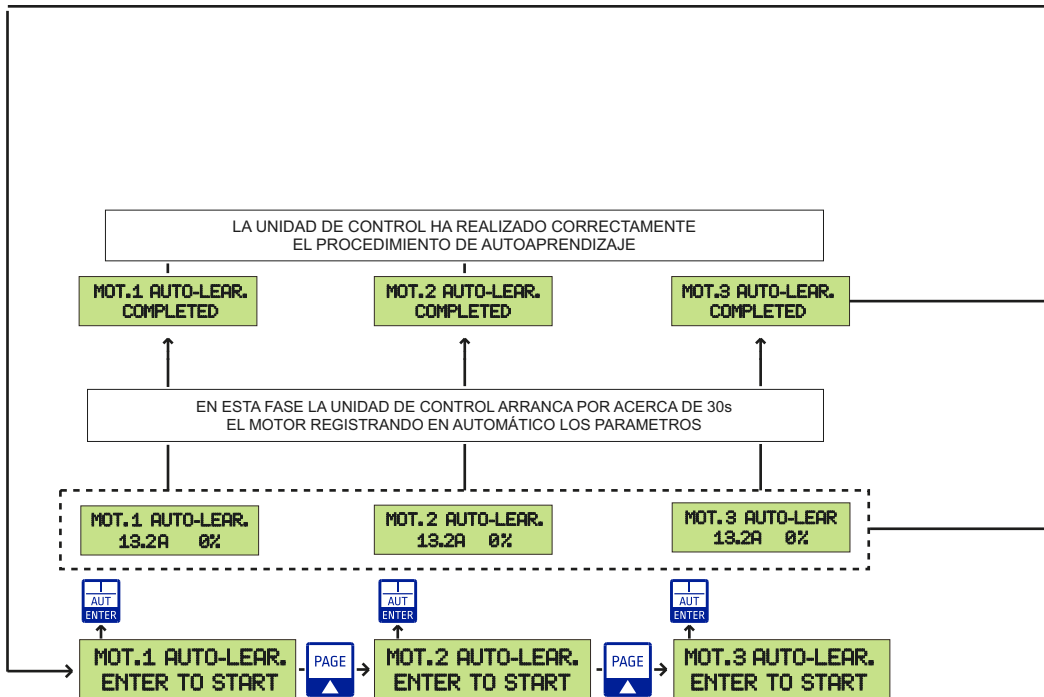 LA UNIDAD DE CONTROL HA REALIZADO CORRECTAMENTE
EL PROCEDIMIENTO DE AUTOAPRENDIZAJE
MOT.1 AUTO-LEAR.
COMPLETED
MOT.2 AUTO-LEAR.
COMPLETED
MOT.3 AUTO-LEAR.
COMPLETED
EN ESTA FASE LA UNIDAD DE CONTROL ARRANCA POR ACERCA DE 30s
EL MOTOR REGISTRANDO EN AUTOMÁTICO LOS PARAMETROS
MOT.1 AUTO-LEAR.
13.2A 0%
MOT.2 AUTO-LEAR.
13.2A 0%
MOT.3 AUTO-LEAR
13.2A 0%
AUT
ENTER
AUT
ENTER
AUT
ENTER
MOT.1 AUTO-LEAR.
ENTER TO START
PAGE
MOT.2 AUTO-LEAR.
ENTER TO START
PAGE
MOT.3 AUTO-LEAR.
ENTER TO START